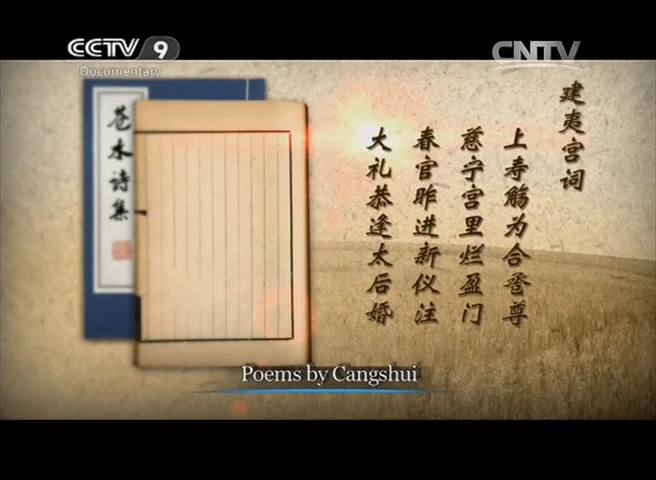 CCTV 9
Documentary
CNTV
苍水诗集
建夷宫词
上寿觞为合卺尊
慈宁宫里烂盈门
春官昨进新仪注
大礼恭逢太后婚
Poems by Cangshui